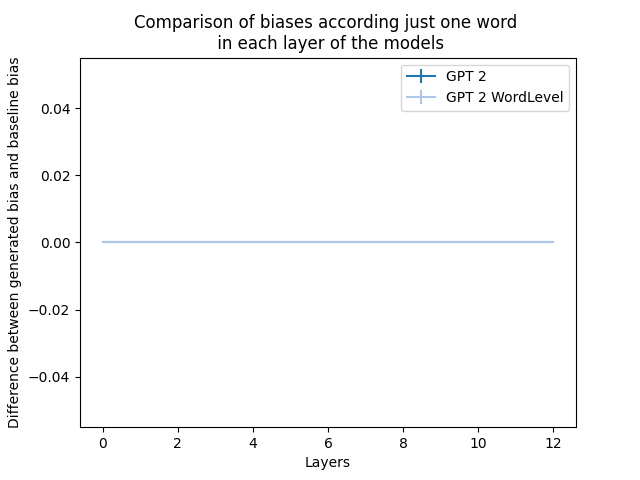 Comparison of biases according just one word
in each layer of the models
GPT 2
GPT 2 WordLevel
Difference between generated bias and baseline bias
0.04
0.02
0.00
−0.02
−0.04
0 2 4 6 8 10 12
Layers